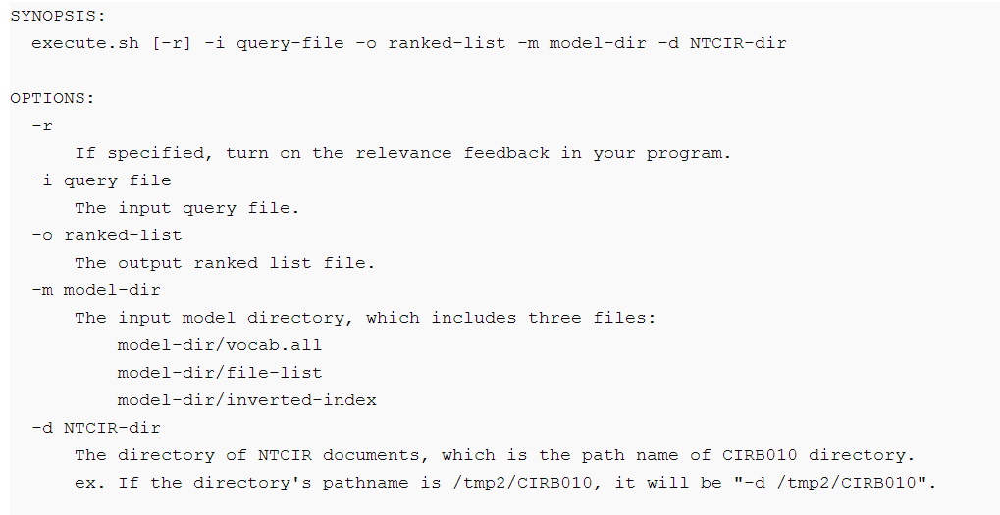 SYNOPSIS:
execute.sh [-r] -i query-file -o ranked-list -m model-dir -d NTCIR-dir
OPTIONS:
-r
If specified, turn on the relevance feedback in your program.
-i query-file
The input query file.
-o ranked-list
The output ranked list file.
-m model-dir
The input model directory, which includes three files:
model-dir/vocab.all
model-dir/file-list
model-dir/inverted-index
-d NTCIR-dir
The directory of NTCIR documents, which is the path name of CIRB010 directory.
ex. If the directory's pathname is /tmp2/CIRB010, it will be "-d /tmp2/CIRB010".